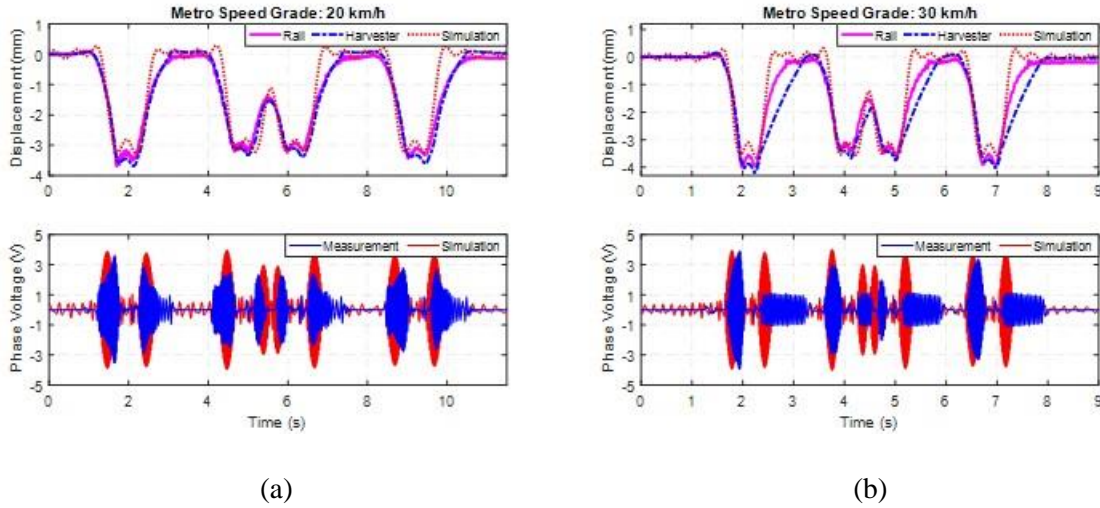 Metro Speed Grade: 20 km/h
Rail Harvester Simulation
Displacement (mm)
1
0
-1
-2
-3
-4
0 2 4 6 8 10
Measurement Simulation
Phase Voltage (V)
5
3
1
-1
-3
-5
0 2 4 6 8 10
Time (s)
(a)
Metro Speed Grade: 30 km/h
Rail Harvester Simulation
Displacement (mm)
1
0
-1
-2
-3
-4
0 1 2 3 4 5 6 7 8 9
Measurement Simulation
Phase Voltage (V)
5
3
1
-1
-3
-5
0 1 2 3 4 5 6 7 8 9
Time (s)
(b)